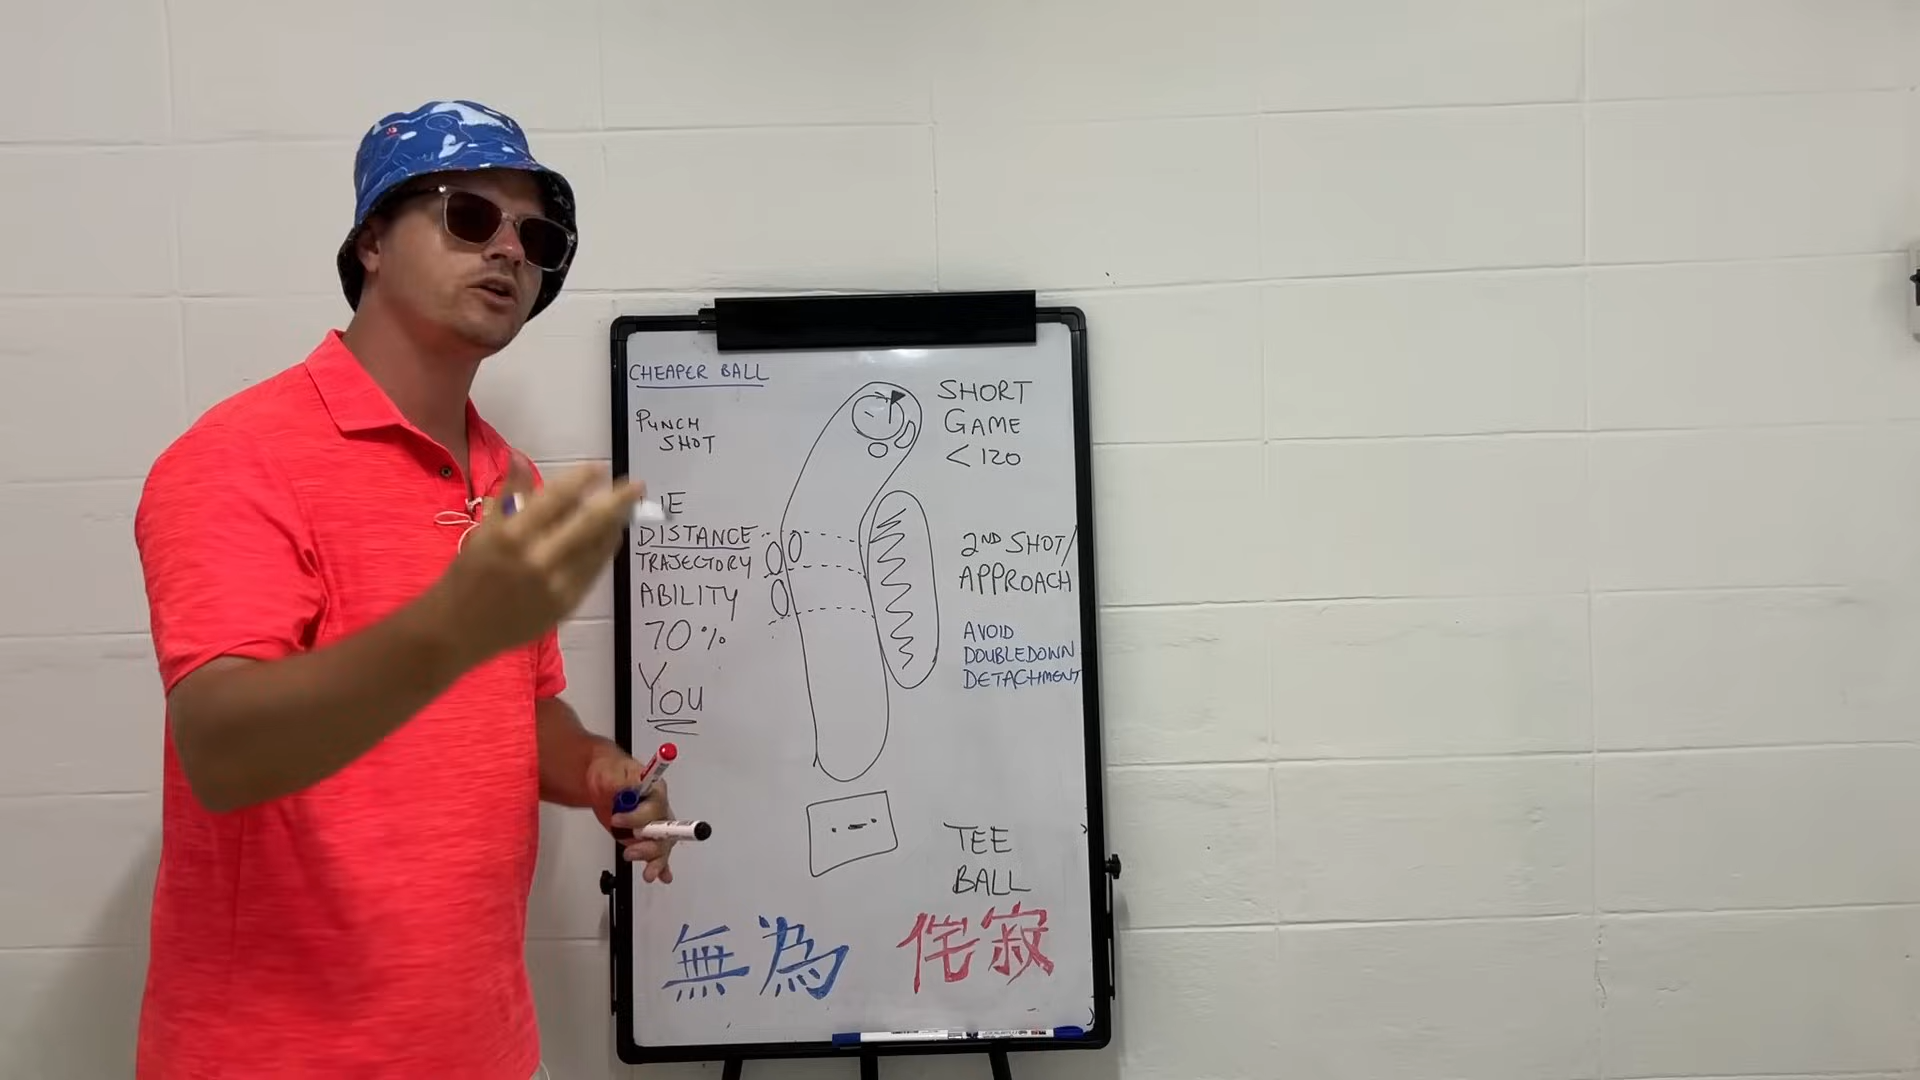 CHEAPER BALL
PUNCH
SHOT
DISTANCE
TRAJECTORY
ABILITY
70%
YOU
SHORT
GAME
<120
2ND SHOT/
APPROACH
AVOID
DOUBLEDOWN
DETACHMENT
TEE
BALL
無為
侘寂